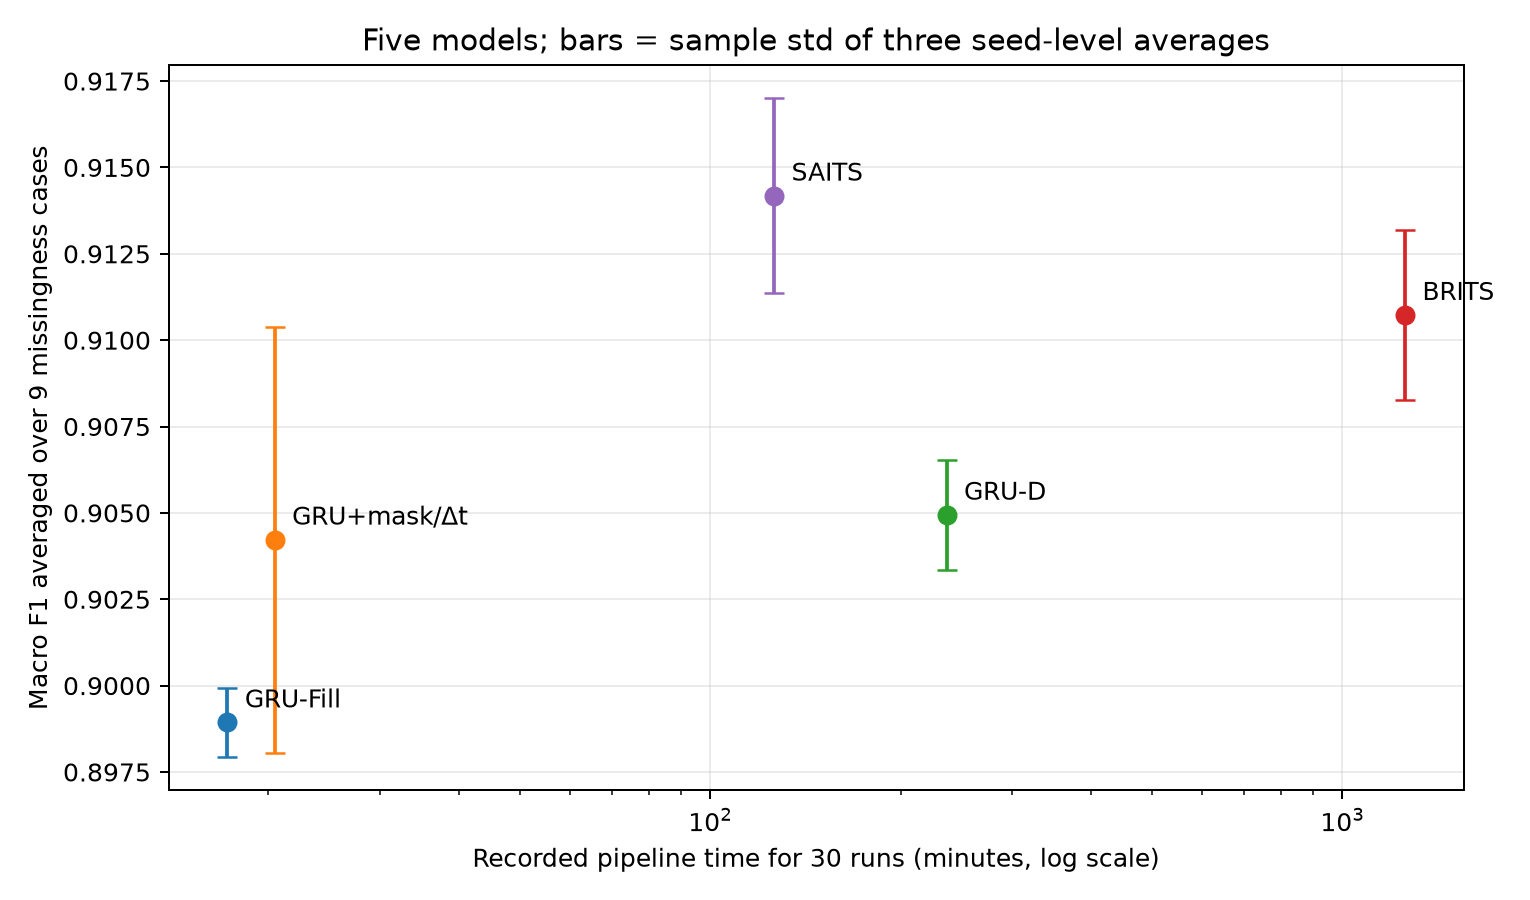 Five models; bars = sample std of three seed-level averages
Macro F1 averaged over 9 missingness cases
0.9175
0.9150
0.9125
0.9100
0.9075
0.9050
0.9025
0.9000
0.8975
SAITS
BRITS
GRU-D
GRU+mask/Δt
GRU-Fill
10²
10³
Recorded pipeline time for 30 runs (minutes, log scale)